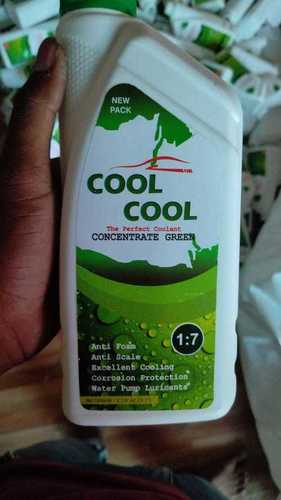 NEW
PACK
COOL
COOL
The Perfect Coolant
CONCENTRATE GREEN
1:7
Anti Foam
Anti Scale
Excellent Cooling
Corrosion Protection
Water Pump Luricants